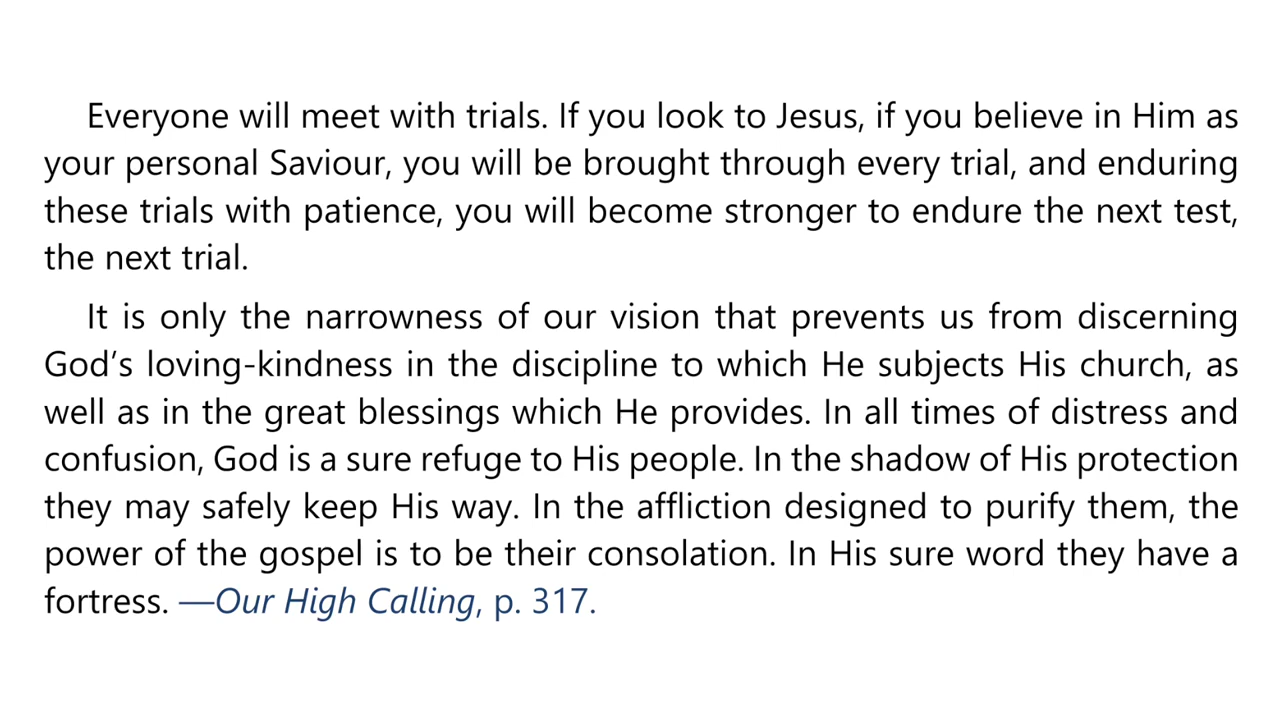 Everyone will meet with trials. If you look to Jesus, if you believe in Him as
your personal Saviour, you will be brought through every trial, and enduring
these trials with patience, you will become stronger to endure the next test,
the next trial.
It is only the narrowness of our vision that prevents us from discerning
God’s loving-kindness in the discipline to which He subjects His church, as
well as in the great blessings which He provides. In all times of distress and
confusion, God is a sure refuge to His people. In the shadow of His protection
they may safely keep His way. In the affliction designed to purify them, the
power of the gospel is to be their consolation. In His sure word they have a
fortress. —Our High Calling, p. 317.